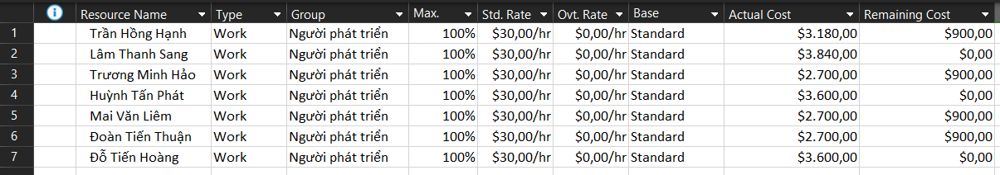 Resource Name Type Group Max. Std. Rate Ovt. Rate Base Actual Cost Remaining Cost
1 Trần Hồng Hạnh Work Người phát triển 100% $30,00/hr $0,00/hr Standard $3.180,00 $900,00
2 Lâm Thanh Sang Work Người phát triển 100% $30,00/hr $0,00/hr Standard $3.840,00 $0,00
3 Trương Minh Hảo Work Người phát triển 100% $30,00/hr $0,00/hr Standard $2.700,00 $900,00
4 Huỳnh Tấn Phát Work Người phát triển 100% $30,00/hr $0,00/hr Standard $3.600,00 $0,00
5 Mai Văn Liêm Work Người phát triển 100% $30,00/hr $0,00/hr Standard $2.700,00 $900,00
6 Đoàn Tiến Thuận Work Người phát triển 100% $30,00/hr $0,00/hr Standard $2.700,00 $900,00
7 Đỗ Tiến Hoàng Work Người phát triển 100% $30,00/hr $0,00/hr Standard $3.600,00 $0,00